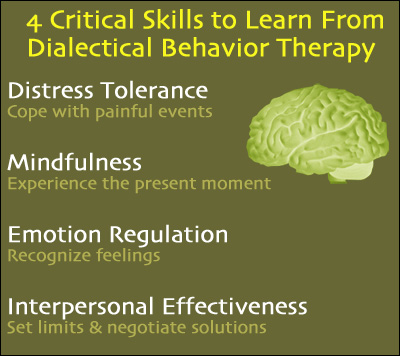 4 Critical Skills to Learn From
Dialectical Behavior Therapy
Distress Tolerance
Cope with painful events
Mindfulness
Experience the present moment
Emotion Regulation
Recognize feelings
Interpersonal Effectiveness
Set limits & negotiate solutions